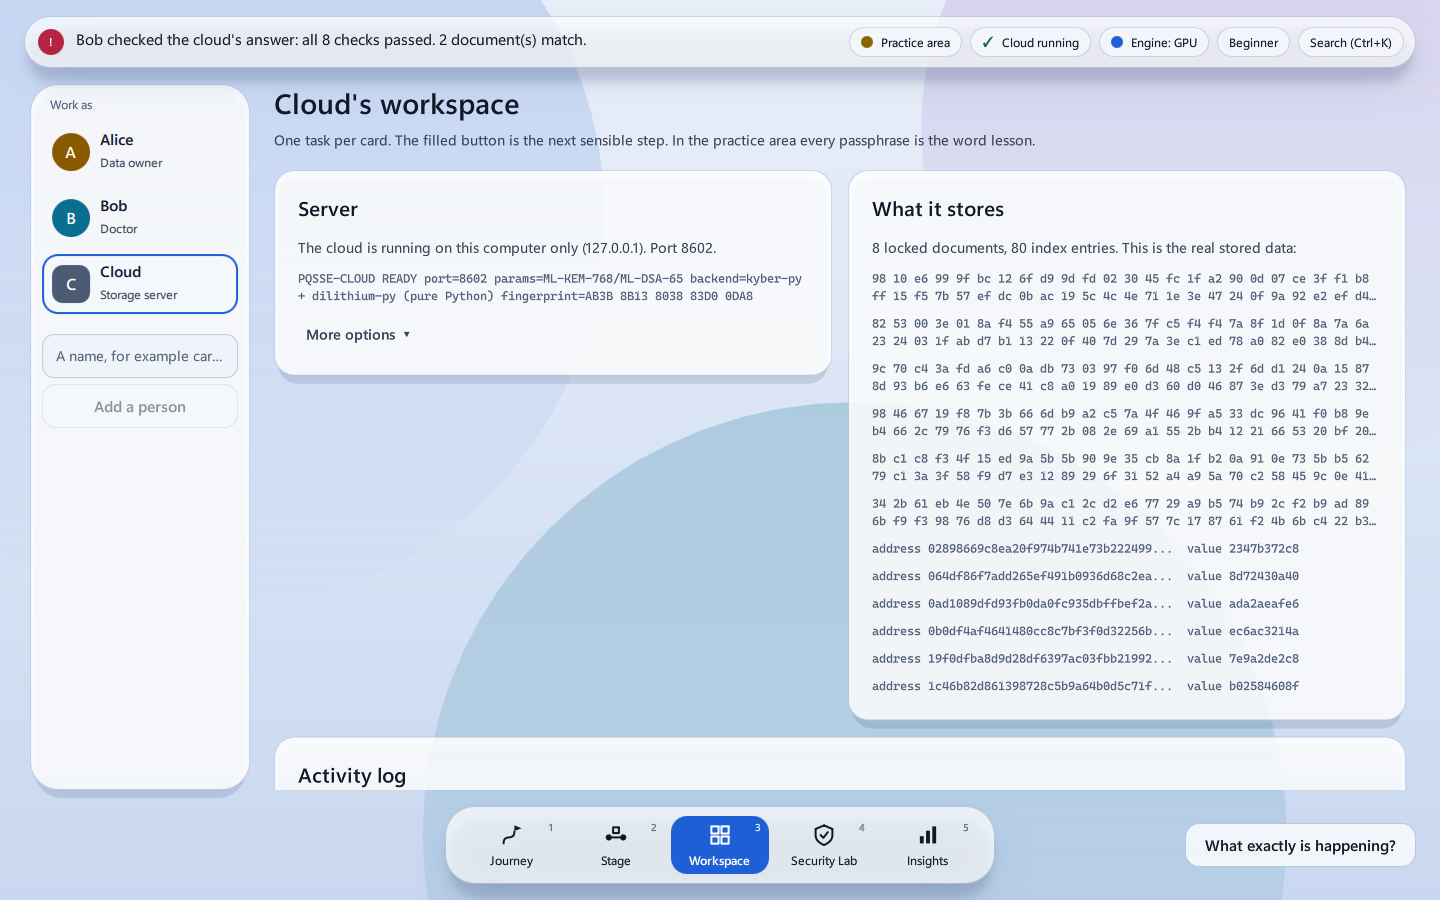 ! Bob checked the cloud's answer: all 8 checks passed. 2 document(s) match.
Practice area
✓ Cloud running
Engine: GPU
Beginner
Search (Ctrl+K)
Work as
A
Alice
Data owner
B
Bob
Doctor
C
Cloud
Storage server
A name, for example car...
Add a person
Cloud's workspace
One task per card. The filled button is the next sensible step. In the practice area every passphrase is the word lesson.
Server
The cloud is running on this computer only (127.0.0.1). Port 8602.
PQSSE-CLOUD READY port=8602 params=ML-KEM-768/ML-DSA-65 backend=kyber-py
+ dilithium-py (pure Python) fingerprint=AB3B 8B13 8038 83D0 0DA8
More options ▾
What it stores
8 locked documents, 80 index entries. This is the real stored data:
98 10 e6 99 9f bc 12 6f d9 9d fd 02 30 45 fc 1f a2 90 0d 07 ce 3f f1 b8
ff 15 f5 7b 57 ef dc 0b ac 19 5c 4c 4e 71 1e 3e 47 24 0f 9a 92 e2 ef d4…
82 53 00 3e 01 8a f4 55 a9 65 05 6e 36 7f c5 f4 f4 7a 8f 1d 0f 8a 7a 6a
23 24 03 1f ab d7 b1 13 22 0f 40 7d 29 7a 3e c1 ed 78 a0 82 e0 38 8d b4…
9c 70 c4 3a fd a6 c0 0a db 73 03 97 f0 6d 48 c5 13 2f 6d d1 24 0a 15 87
8d 93 b6 e6 63 fe ce 41 c8 a0 19 89 e0 d3 60 d0 46 87 3e d3 79 a7 23 32…
98 46 67 19 f8 7b 3b 66 6d b9 a2 c5 7a 4f 46 9f a5 33 dc 96 41 f0 b8 9e
b4 66 2c 79 76 f3 d6 57 77 2b 08 2e 69 a1 55 2b b4 12 21 66 53 20 bf 20…
8b c1 c8 f3 4f 15 ed 9a 5b 5b 90 9e 35 cb 8a 1f b2 0a 91 0e 73 5b b5 62
79 c1 3a 3f 58 f9 d7 e3 12 89 29 6f 31 52 a4 a9 5a 70 c2 58 45 9c 0e 41…
34 2b 61 eb 4e 50 7e 6b 9a c1 2c d2 e6 77 29 a9 b5 74 b9 2c f2 b9 ad 89
6b f9 f3 98 76 d8 d3 64 44 11 c2 fa 9f 57 7c 17 87 61 f2 4b 6b c4 22 b3…
address 02898669c8ea20f974b741e73b222499... value 2347b372c8
address 064df86f7add265ef491b0936d68c2ea... value 8d72430a40
address 0ad1089dfd93fb0da0fc935dbffbef2a... value ada2aeafe6
address 0b0df4af4641480cc8c7bf3f0d32256b... value ec6ac3214a
address 19f0dfba8d9d28df6397ac03fbb21992... value 7e9a2de2c8
address 1c46b82d861398728c5b9a64b0d5c71f... value b02584608f
Activity log
1
Journey
2
Stage
3
Workspace
4
Security Lab
5
Insights
What exactly is happening?